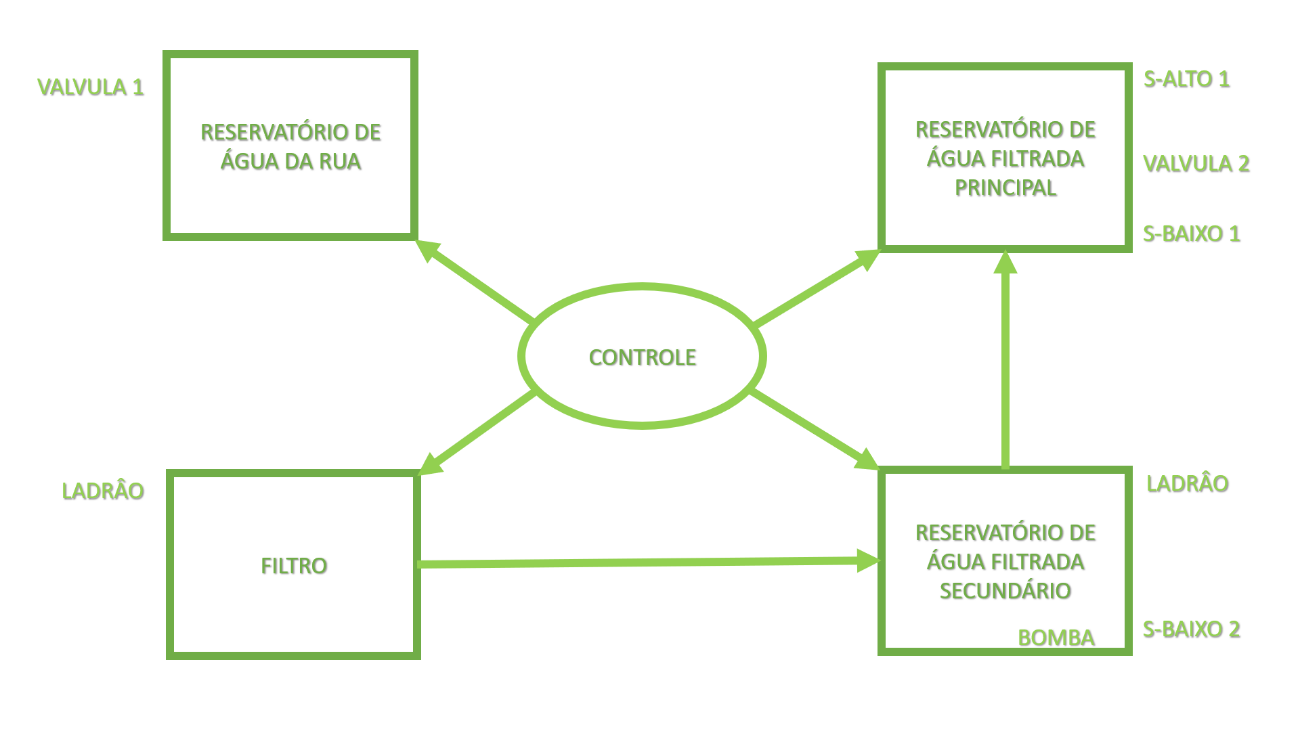 VALVULA 1
RESERVATÓRIO DE
ÁGUA DA RUA
RESERVATÓRIO DE
ÁGUA FILTRADA
PRINCIPAL
S-ALTO 1
VALVULA 2
S-BAIXO 1
CONTROLE
LADRÂO
FILTRO
RESERVATÓRIO DE
ÁGUA FILTRADA
SECUNDÁRIO
BOMBA
LADRÂO
S-BAIXO 2